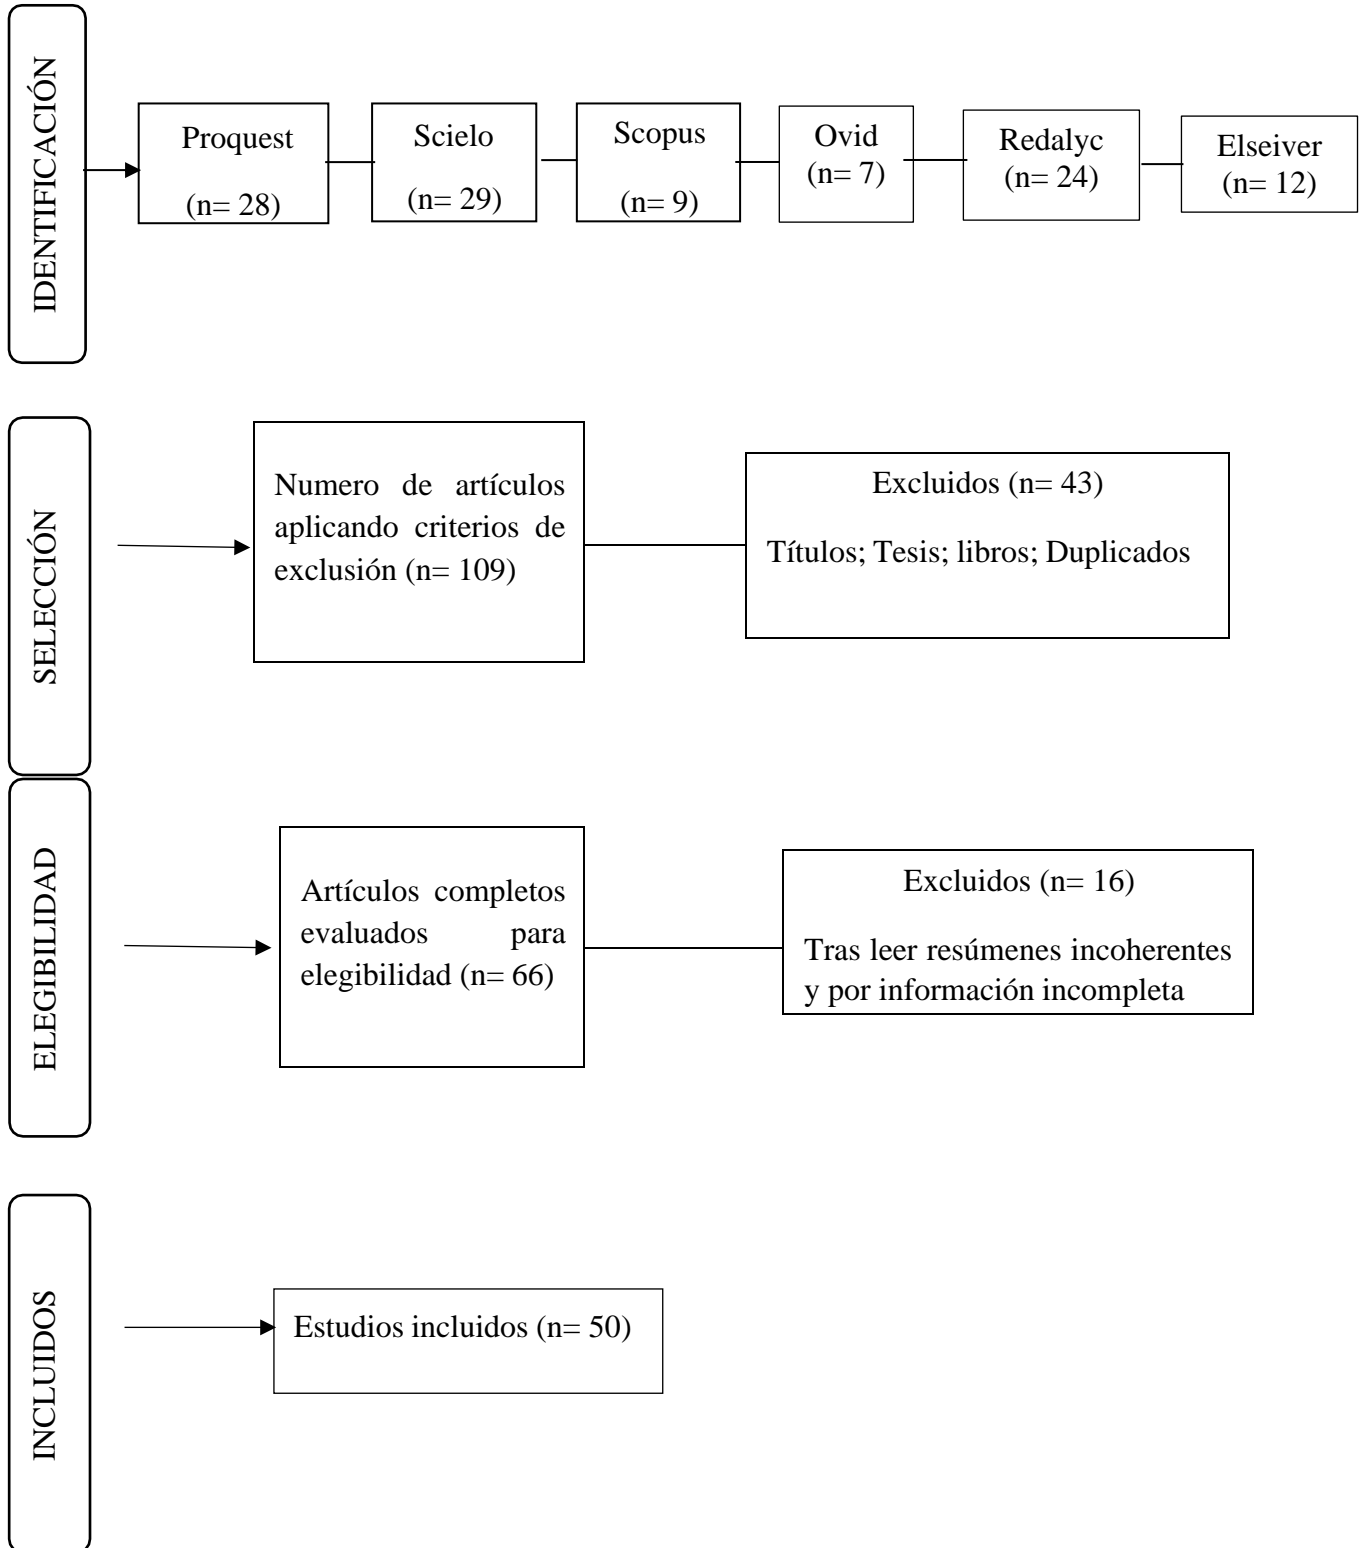 IDENTIFICACIÓN
Proquest
(n= 28)
Scielo
(n= 29)
Scopus
(n= 9)
Ovid
(n= 7)
Redalyc
(n= 24)
Elseiver
(n= 12)
SELECCIÓN
Numero de artículos
aplicando criterios de
exclusión (n= 109)
Excluidos (n= 43)
Títulos; Tesis; libros; Duplicados
ELEGIBILIDAD
Artículos completos
evaluados para
elegibilidad (n= 66)
Excluidos (n= 16)
Tras leer resúmenes incoherentes
y por información incompleta
INCLUIDOS
Estudios incluidos (n= 50)